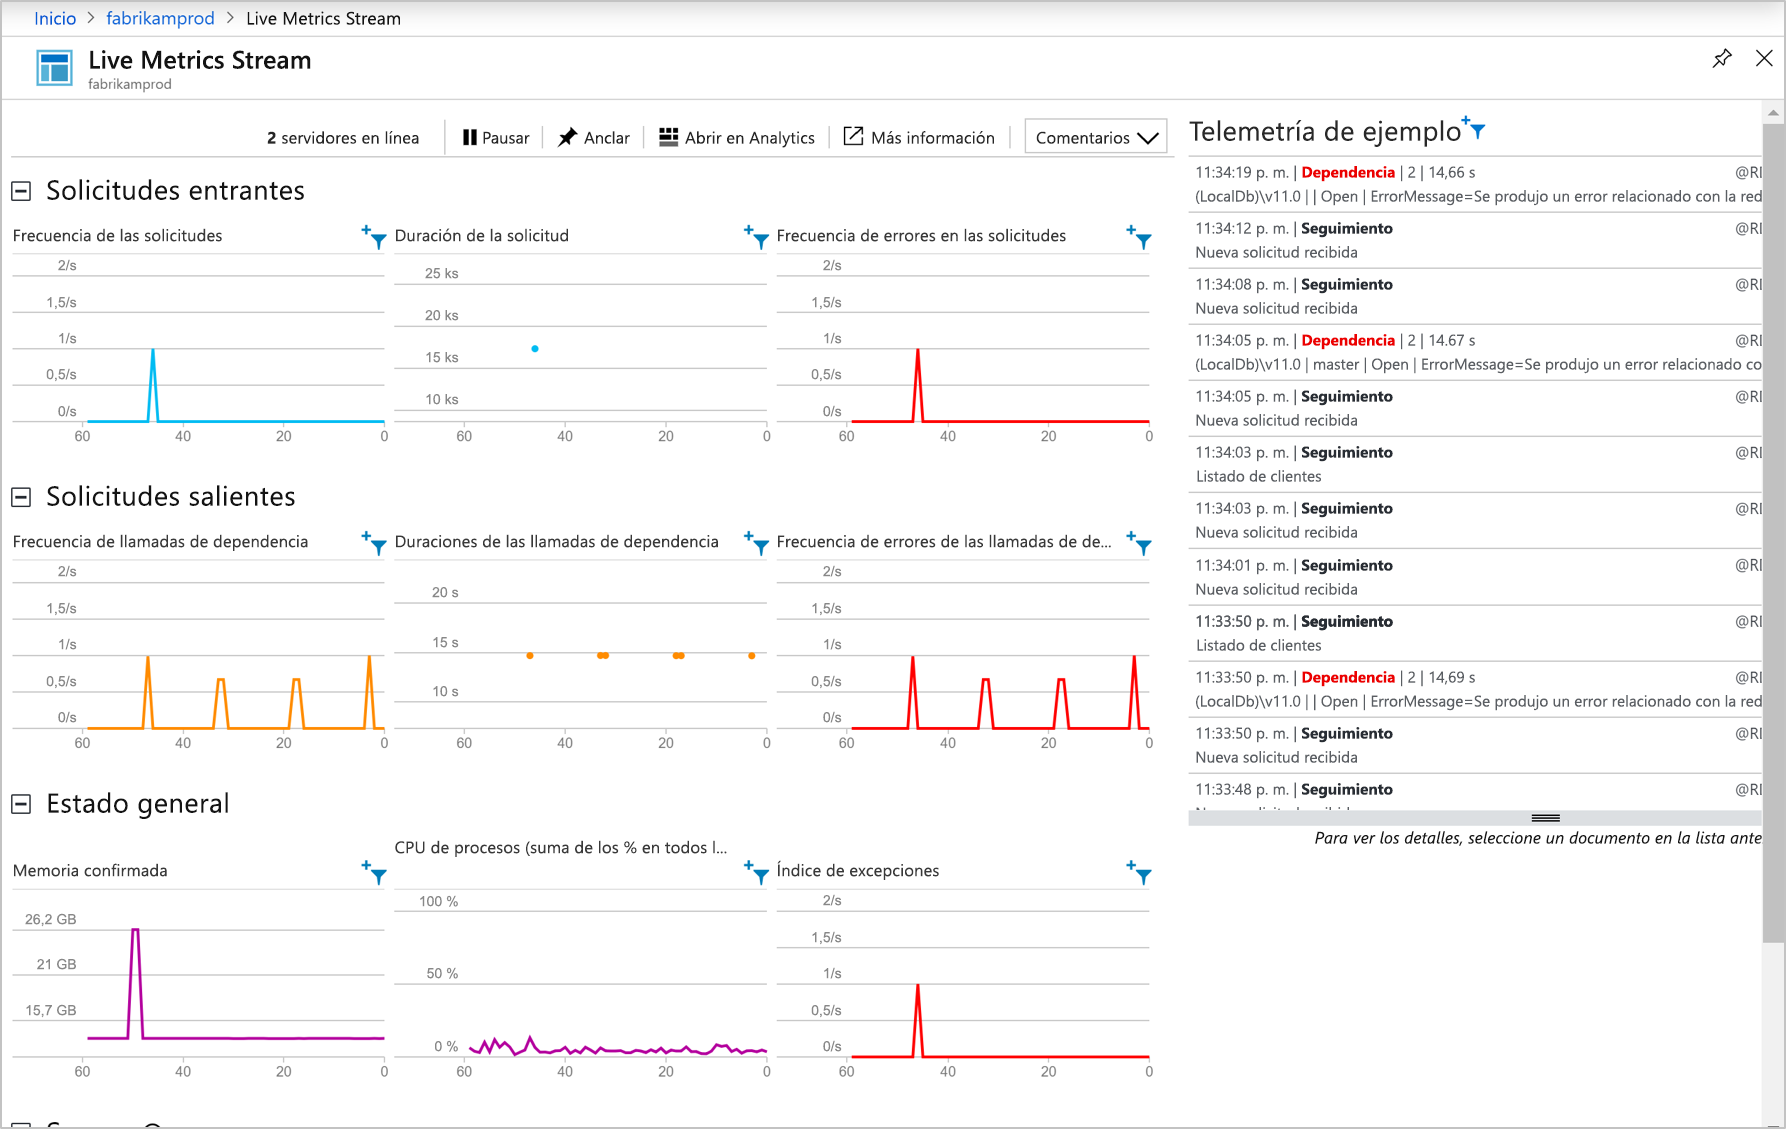 Inicio > fabrikamprod > Live Metrics Stream
Live Metrics Stream
fabrikamprod
2 servidores en línea
Pausar
Anclar
Abrir en Analytics
Más información
Comentarios
Solicitudes entrantes
Frecuencia de las solicitudes
2/s
1,5/s
1/s
0,5/s
0/s
60 40 20 0
Duración de la solicitud
25 ks
20 ks
15 ks
10 ks
60 40 20 0
Frecuencia de errores en las solicitudes
2/s
1,5/s
1/s
0,5/s
0/s
60 40 20 0
Solicitudes salientes
Frecuencia de llamadas de dependencia
2/s
1,5/s
1/s
0,5/s
0/s
60 40 20 0
Duraciones de las llamadas de dependencia
20 s
15 s
10 s
60 40 20 0
Frecuencia de errores de las llamadas de de...
2/s
1,5/s
1/s
0,5/s
0/s
60 40 20 0
Estado general
Memoria confirmada
26,2 GB
21 GB
15,7 GB
60 40 20 0
CPU de procesos (suma de los % en todos l...
100 %
50 %
0 %
60 40 20 0
Índice de excepciones
2/s
1,5/s
1/s
0,5/s
0/s
60 40 20 0
Telemetría de ejemplo
11:34:19 p. m. | Dependencia | 2 | 14,66 s @RI
(LocalDb)\v11.0 | | Open | ErrorMessage=Se produjo un error relacionado con la red
11:34:12 p. m. | Seguimiento @RI
Nueva solicitud recibida
11:34:08 p. m. | Seguimiento @RI
Nueva solicitud recibida
11:34:05 p. m. | Dependencia | 2 | 14.67 s @RI
(LocalDb)\v11.0 | master | Open | ErrorMessage=Se produjo un error relacionado co
11:34:05 p. m. | Seguimiento @RI
Nueva solicitud recibida
11:34:03 p. m. | Seguimiento @RI
Listado de clientes
11:34:03 p. m. | Seguimiento @RI
Nueva solicitud recibida
11:34:01 p. m. | Seguimiento @RI
Nueva solicitud recibida
11:33:50 p. m. | Seguimiento @RI
Listado de clientes
11:33:50 p. m. | Dependencia | 2 | 14,69 s @RI
(LocalDb)\v11.0 | | Open | ErrorMessage=Se produjo un error relacionado con la red
11:33:50 p. m. | Seguimiento @RI
Nueva solicitud recibida
11:33:48 p. m. | Seguimiento @RI
Para ver los detalles, seleccione un documento en la lista ante